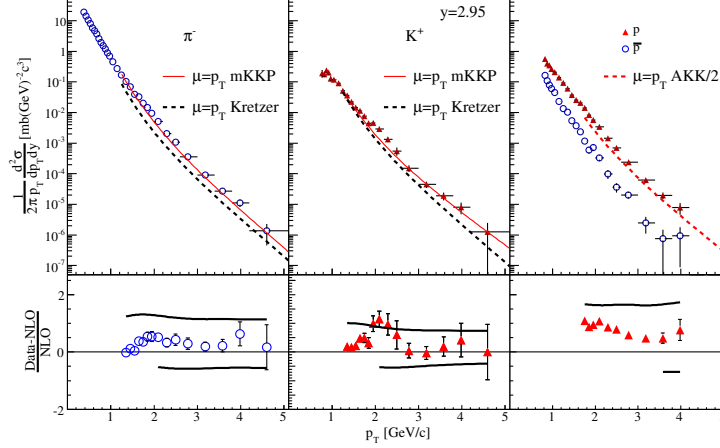 π⁻
K⁺
y=2.95
p
p̅
μ=p_T mKKP
μ=p_T Kretzer
μ=p_T mKKP
μ=p_T Kretzer
μ=p_T AKK/2
1/(2π p_T) d²σ/(dp_T dy) [mb(GeV)⁻²c³]
10
1
10⁻¹
10⁻²
10⁻³
10⁻⁴
10⁻⁵
10⁻⁶
10⁻⁷
Data-NLO
NLO
2
0
-2
1 2 3 4 5 1 2 3 4 5 1 2 3 4 5
p_T [GeV/c]